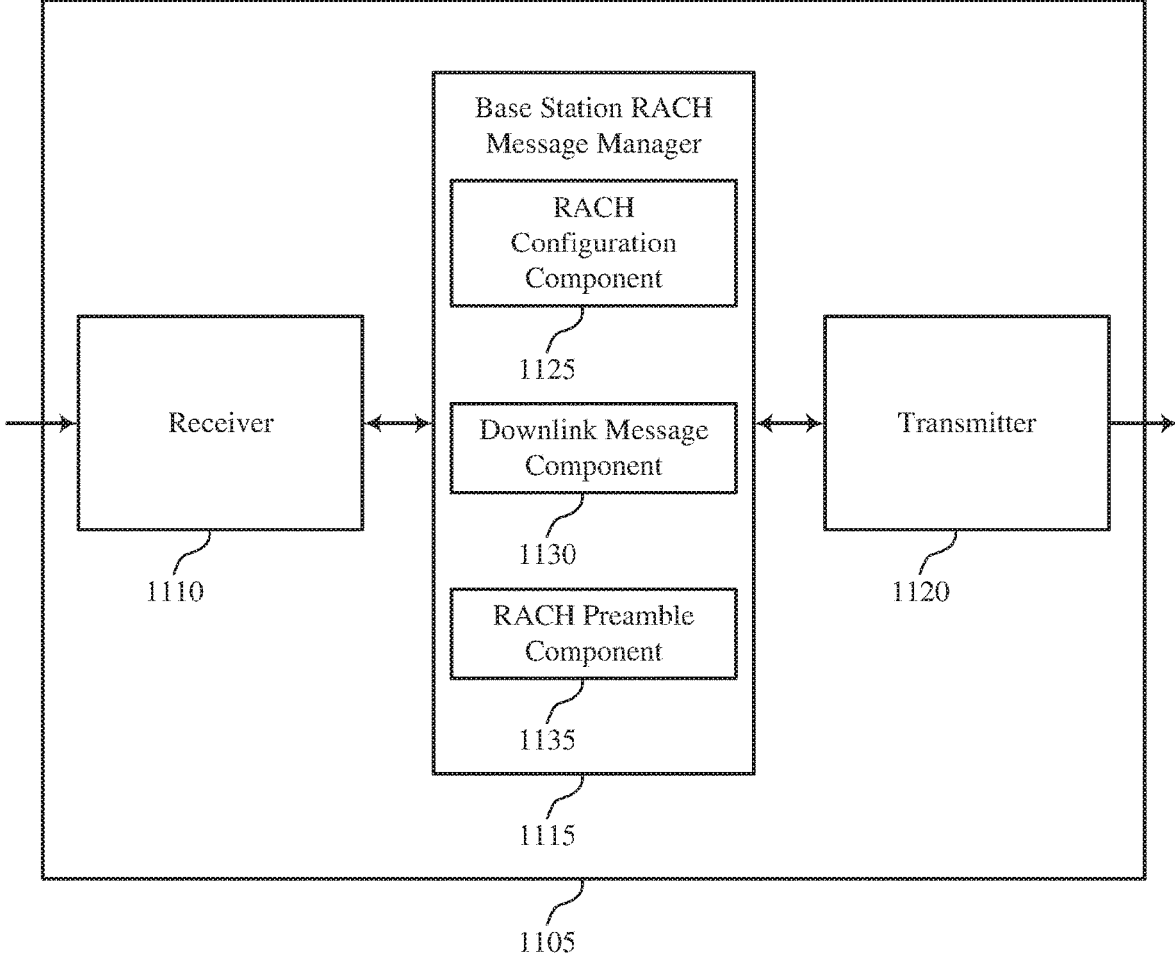 Base Station RACH
Message Manager
RACH
Configuration
Component
1125
Receiver
Downlink Message
Component
Transmitter
1130
1110
1120
RACH Preamble
Component
1135
1115
1105